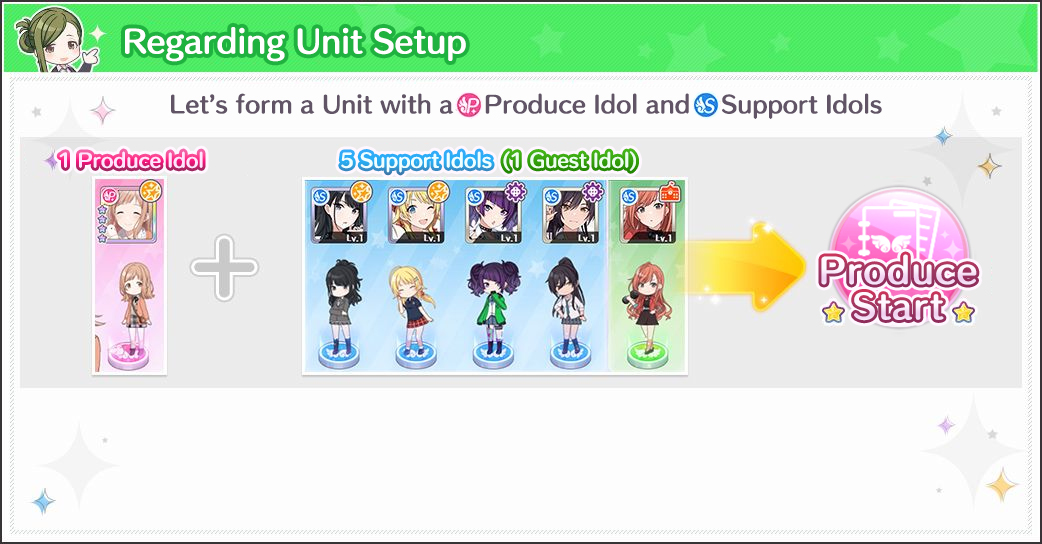 Regarding Unit Setup
Let's form a Unit with a P Produce Idol and S Support Idols
1 Produce Idol
5 Support Idols (1 Guest Idol)
P
S
S
S
S
S
Lv.1
Lv.1
Lv.1
Lv.1
Lv.1
Produce
Start